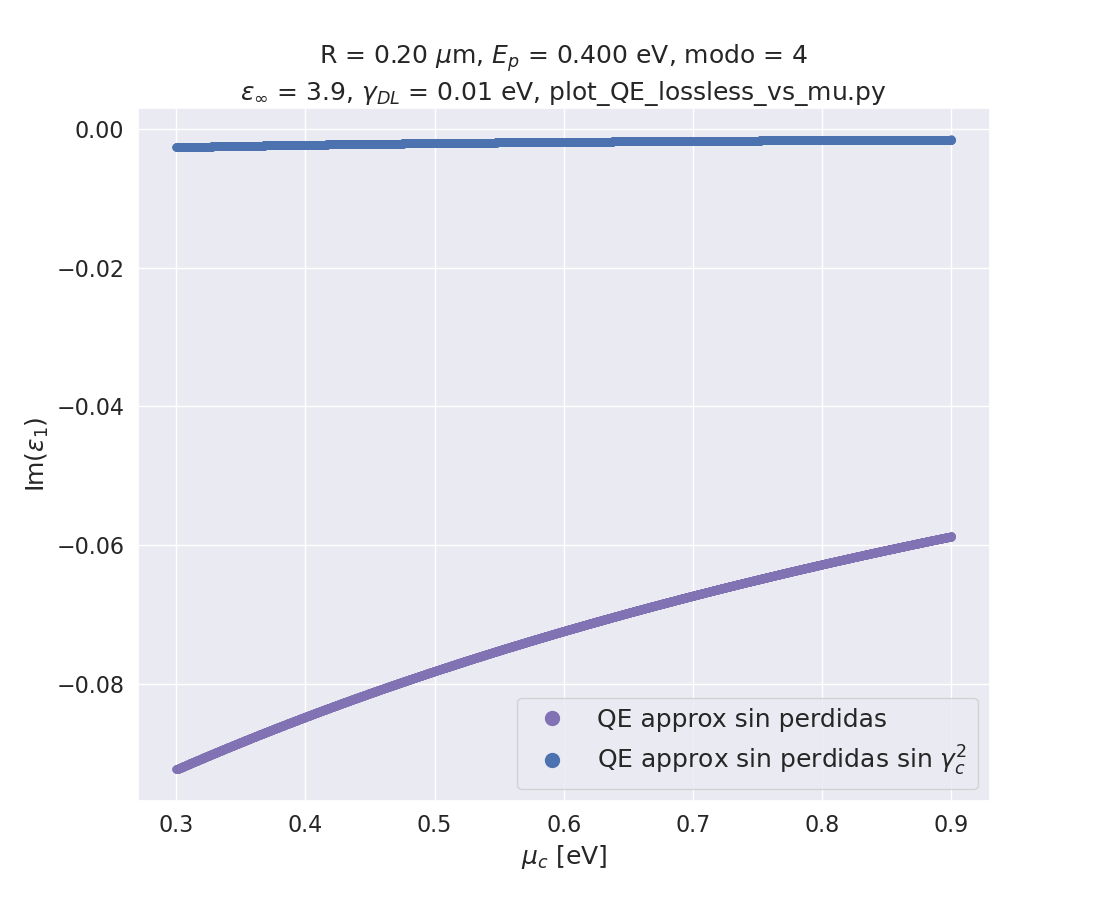 R = 0.20 μm, E_p = 0.400 eV, modo = 4
ε_∞ = 3.9, γ_DL = 0.01 eV, plot_QE_lossless_vs_mu.py
0.00
−0.02
−0.04
−0.06
−0.08
Im(ε₁)
QE approx sin perdidas
QE approx sin perdidas sin γ_c^2
0.3 0.4 0.5 0.6 0.7 0.8 0.9
μ_c [eV]